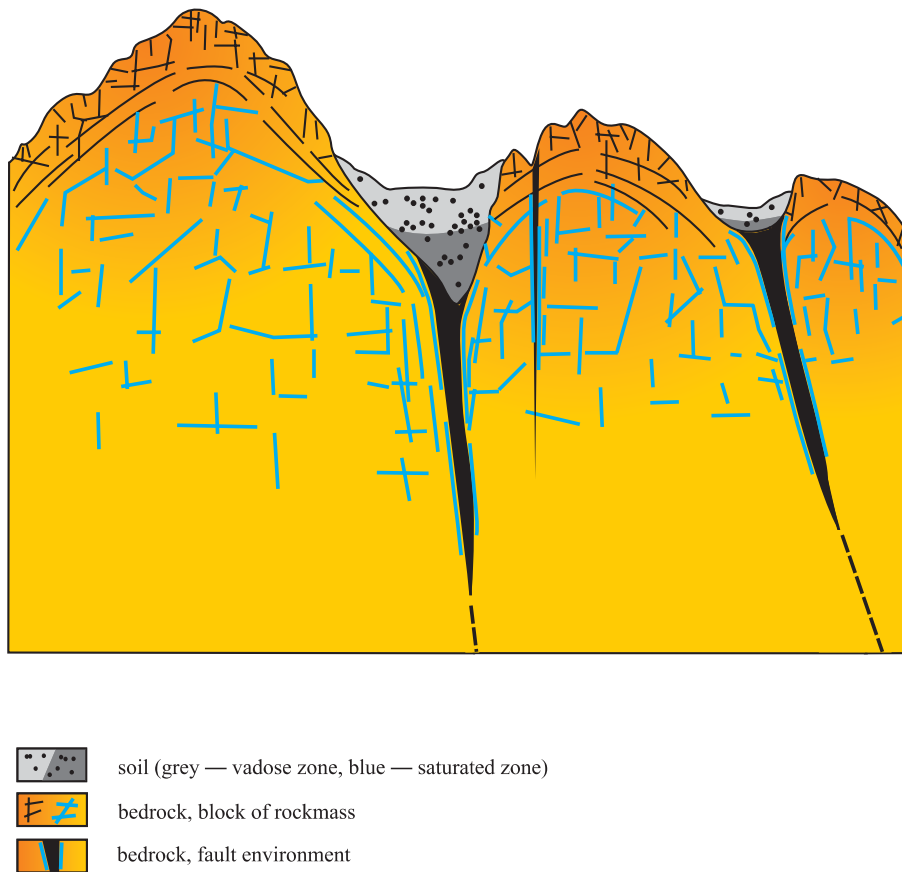 soil (grey — vadose zone, blue — saturated zone)
bedrock, block of rockmass
bedrock, fault environment